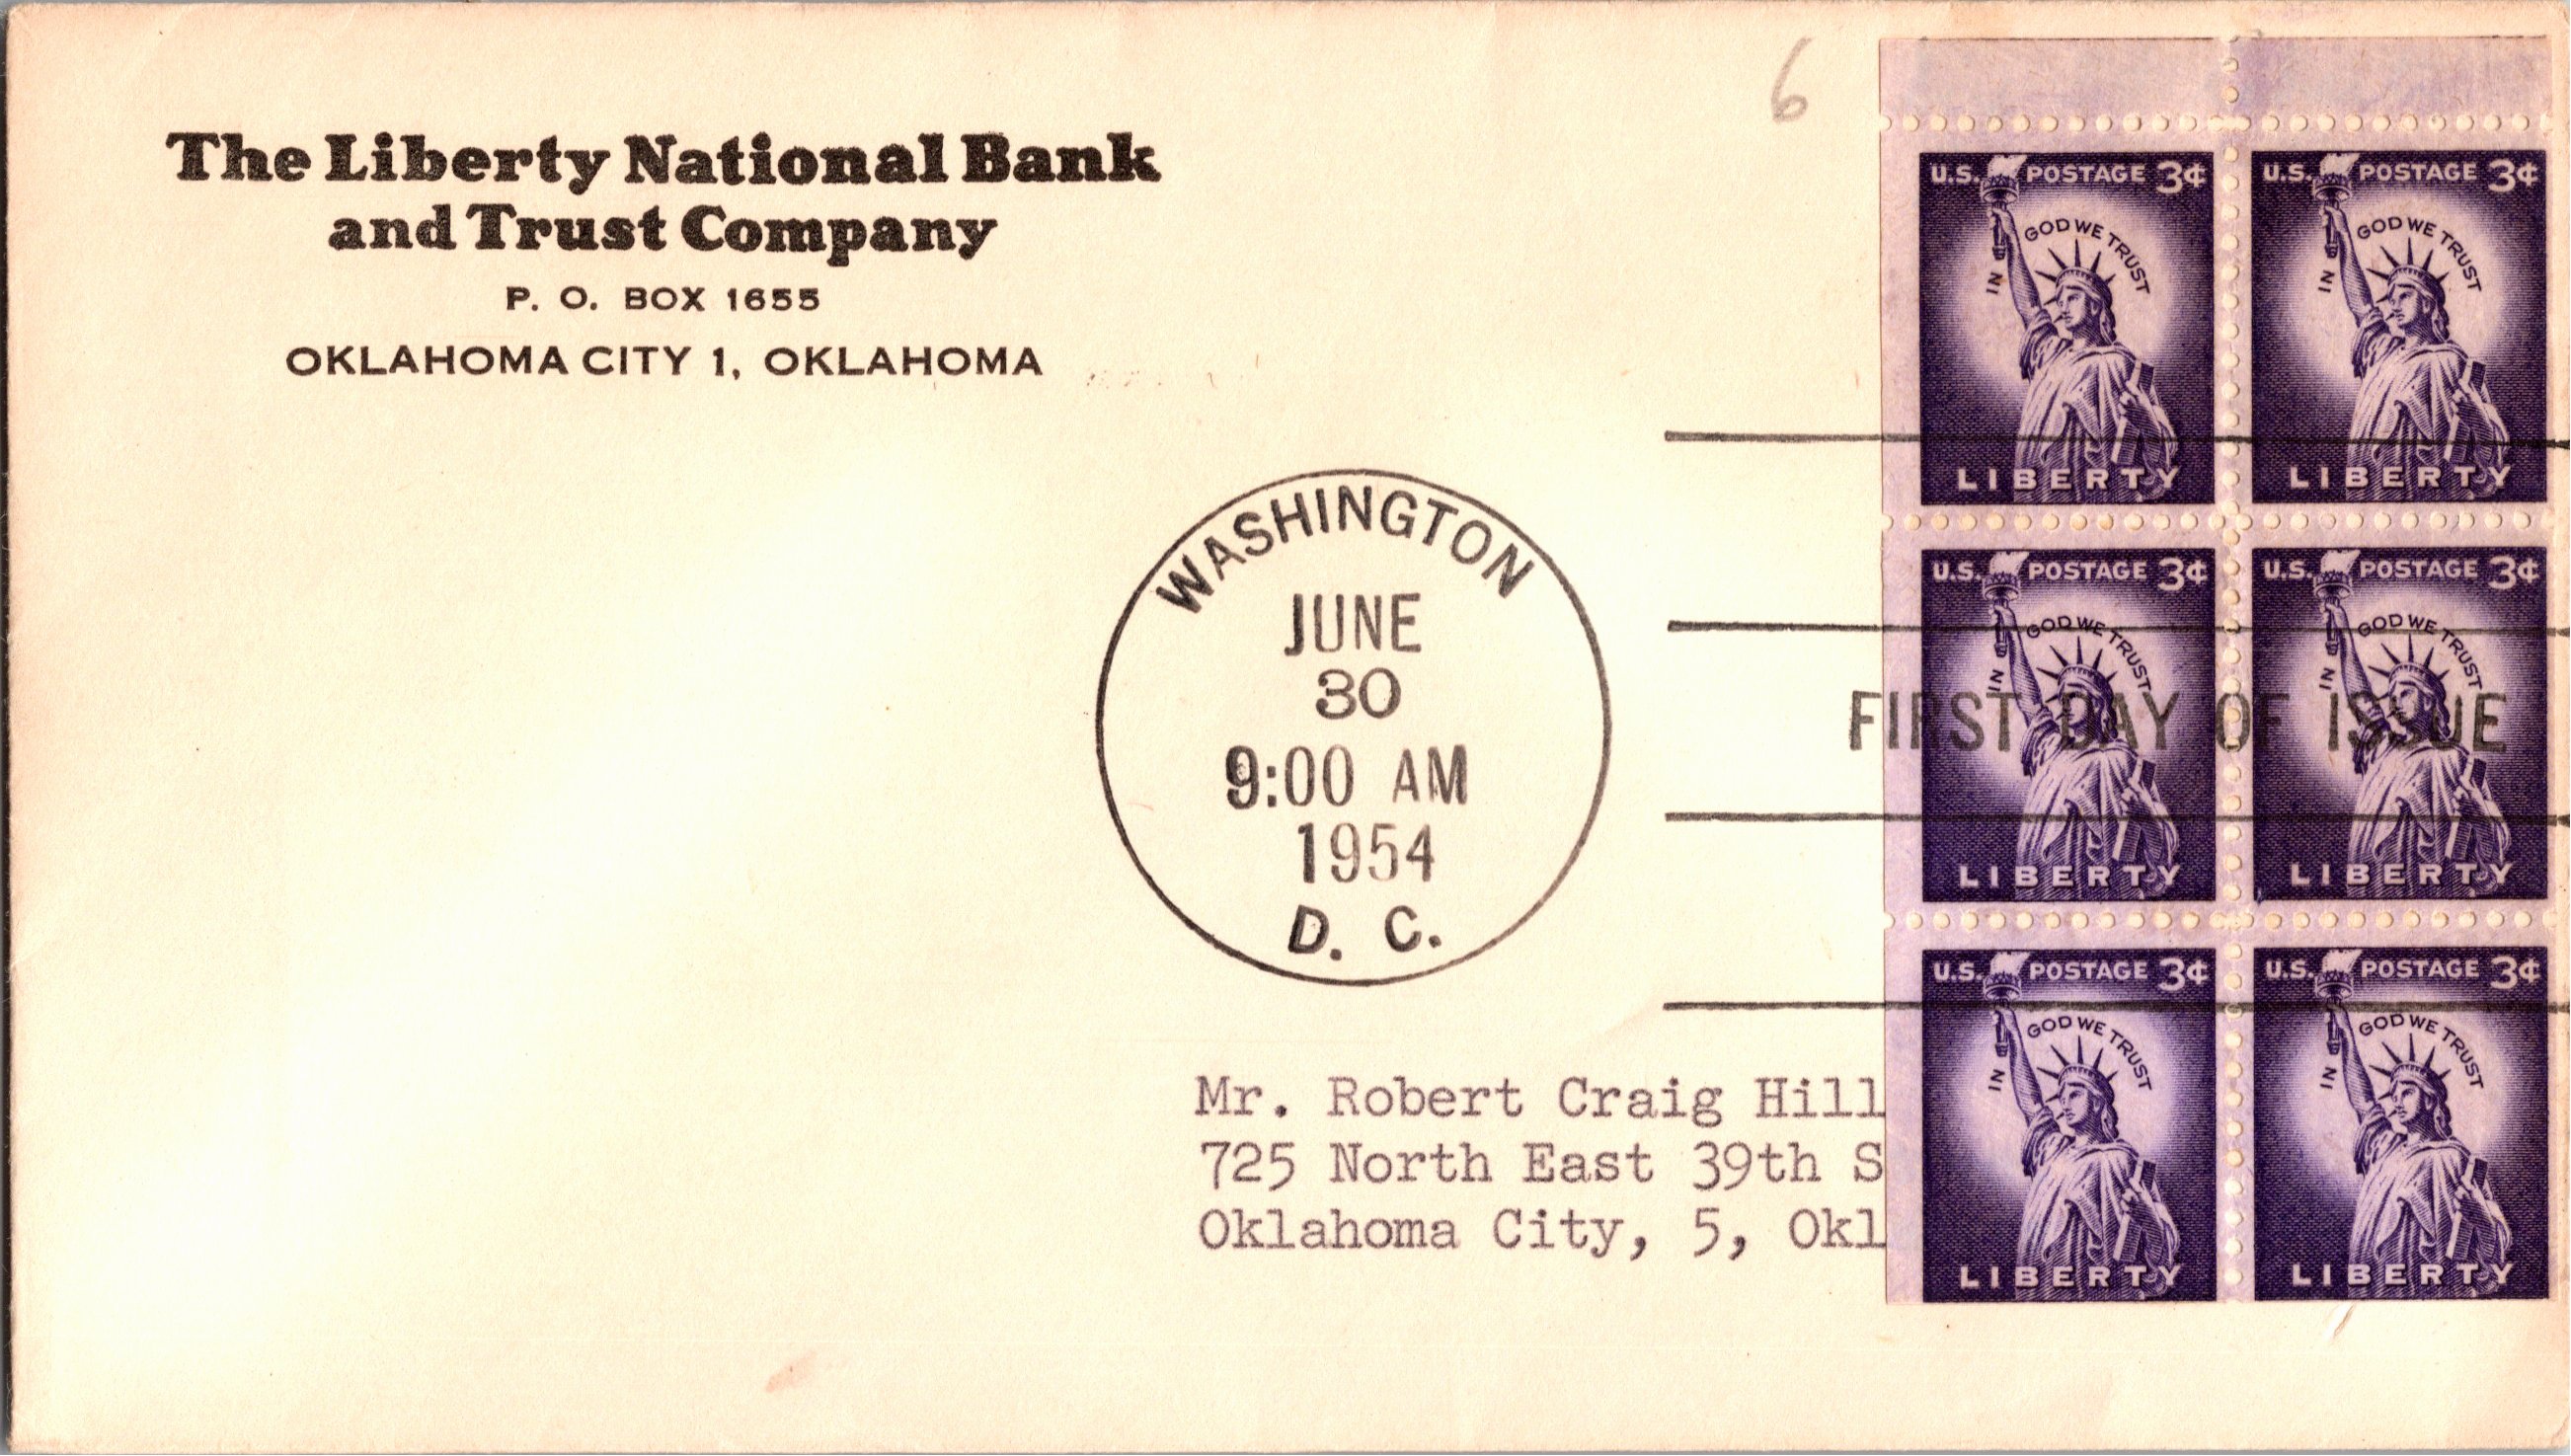 The Liberty National Bank
and Trust Company
P. O. BOX 1655
OKLAHOMA CITY 1, OKLAHOMA
6
U.S. POSTAGE 3¢
IN GOD WE TRUST
LIBERTY
U.S. POSTAGE 3¢
IN GOD WE TRUST
LIBERTY
WASHINGTON
JUNE
30
9:00 AM
1954
D. C.
U.S. POSTAGE 3¢
IN GOD WE TRUST
LIBERTY
U.S. POSTAGE 3¢
IN GOD WE TRUST
LIBERTY
FIRST DAY OF ISSUE
U.S. POSTAGE 3¢
IN GOD WE TRUST
LIBERTY
U.S. POSTAGE 3¢
IN GOD WE TRUST
LIBERTY
Mr. Robert Craig Hill
725 North East 39th S
Oklahoma City, 5, Okl